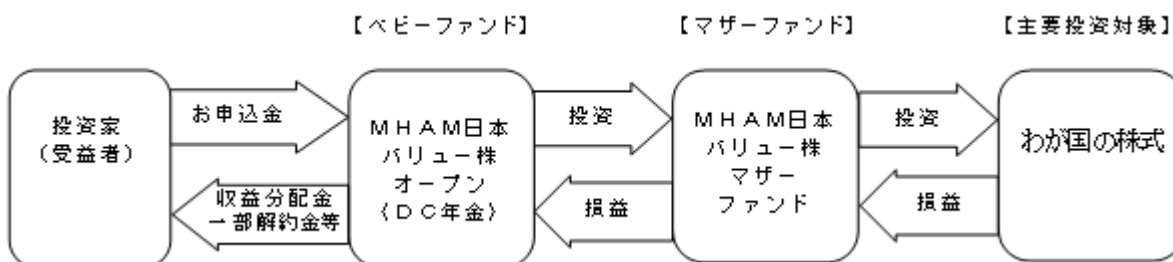 【ベビーファンド】
【マザーファンド】
【主要投資対象】
投資家
(受益者)
お申込金
収益分配金
一部解約金等
MHAM日本
バリュー株
オープン
(DC年金)
投資
損益
MHAM日本
バリュー株
マザー
ファンド
投資
損益
わが国の株式